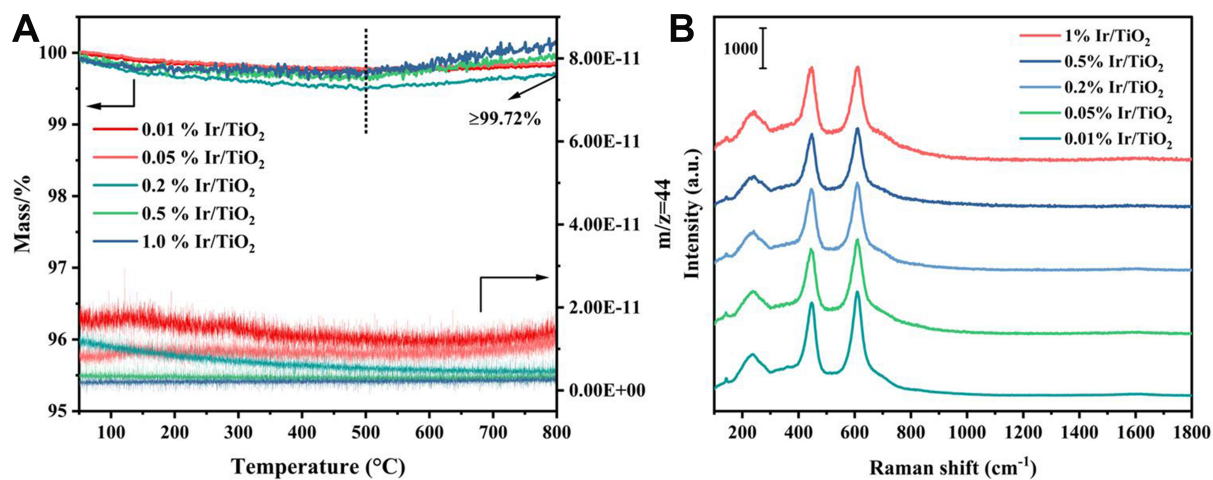 A
100
99
98
97
96
95
Mass/%
8.00E-11
6.00E-11
4.00E-11
2.00E-11
0.00E+00
m/z=44
≥99.72%
0.01 % Ir/TiO₂
0.05 % Ir/TiO₂
0.2 % Ir/TiO₂
0.5 % Ir/TiO₂
1.0 % Ir/TiO₂
100 200 300 400 500 600 700 800
Temperature (°C)
B
1000
1% Ir/TiO₂
0.5% Ir/TiO₂
0.2% Ir/TiO₂
0.05% Ir/TiO₂
0.01% Ir/TiO₂
Intensity (a.u.)
200 400 600 800 1000 1200 1400 1600 1800
Raman shift (cm⁻¹)